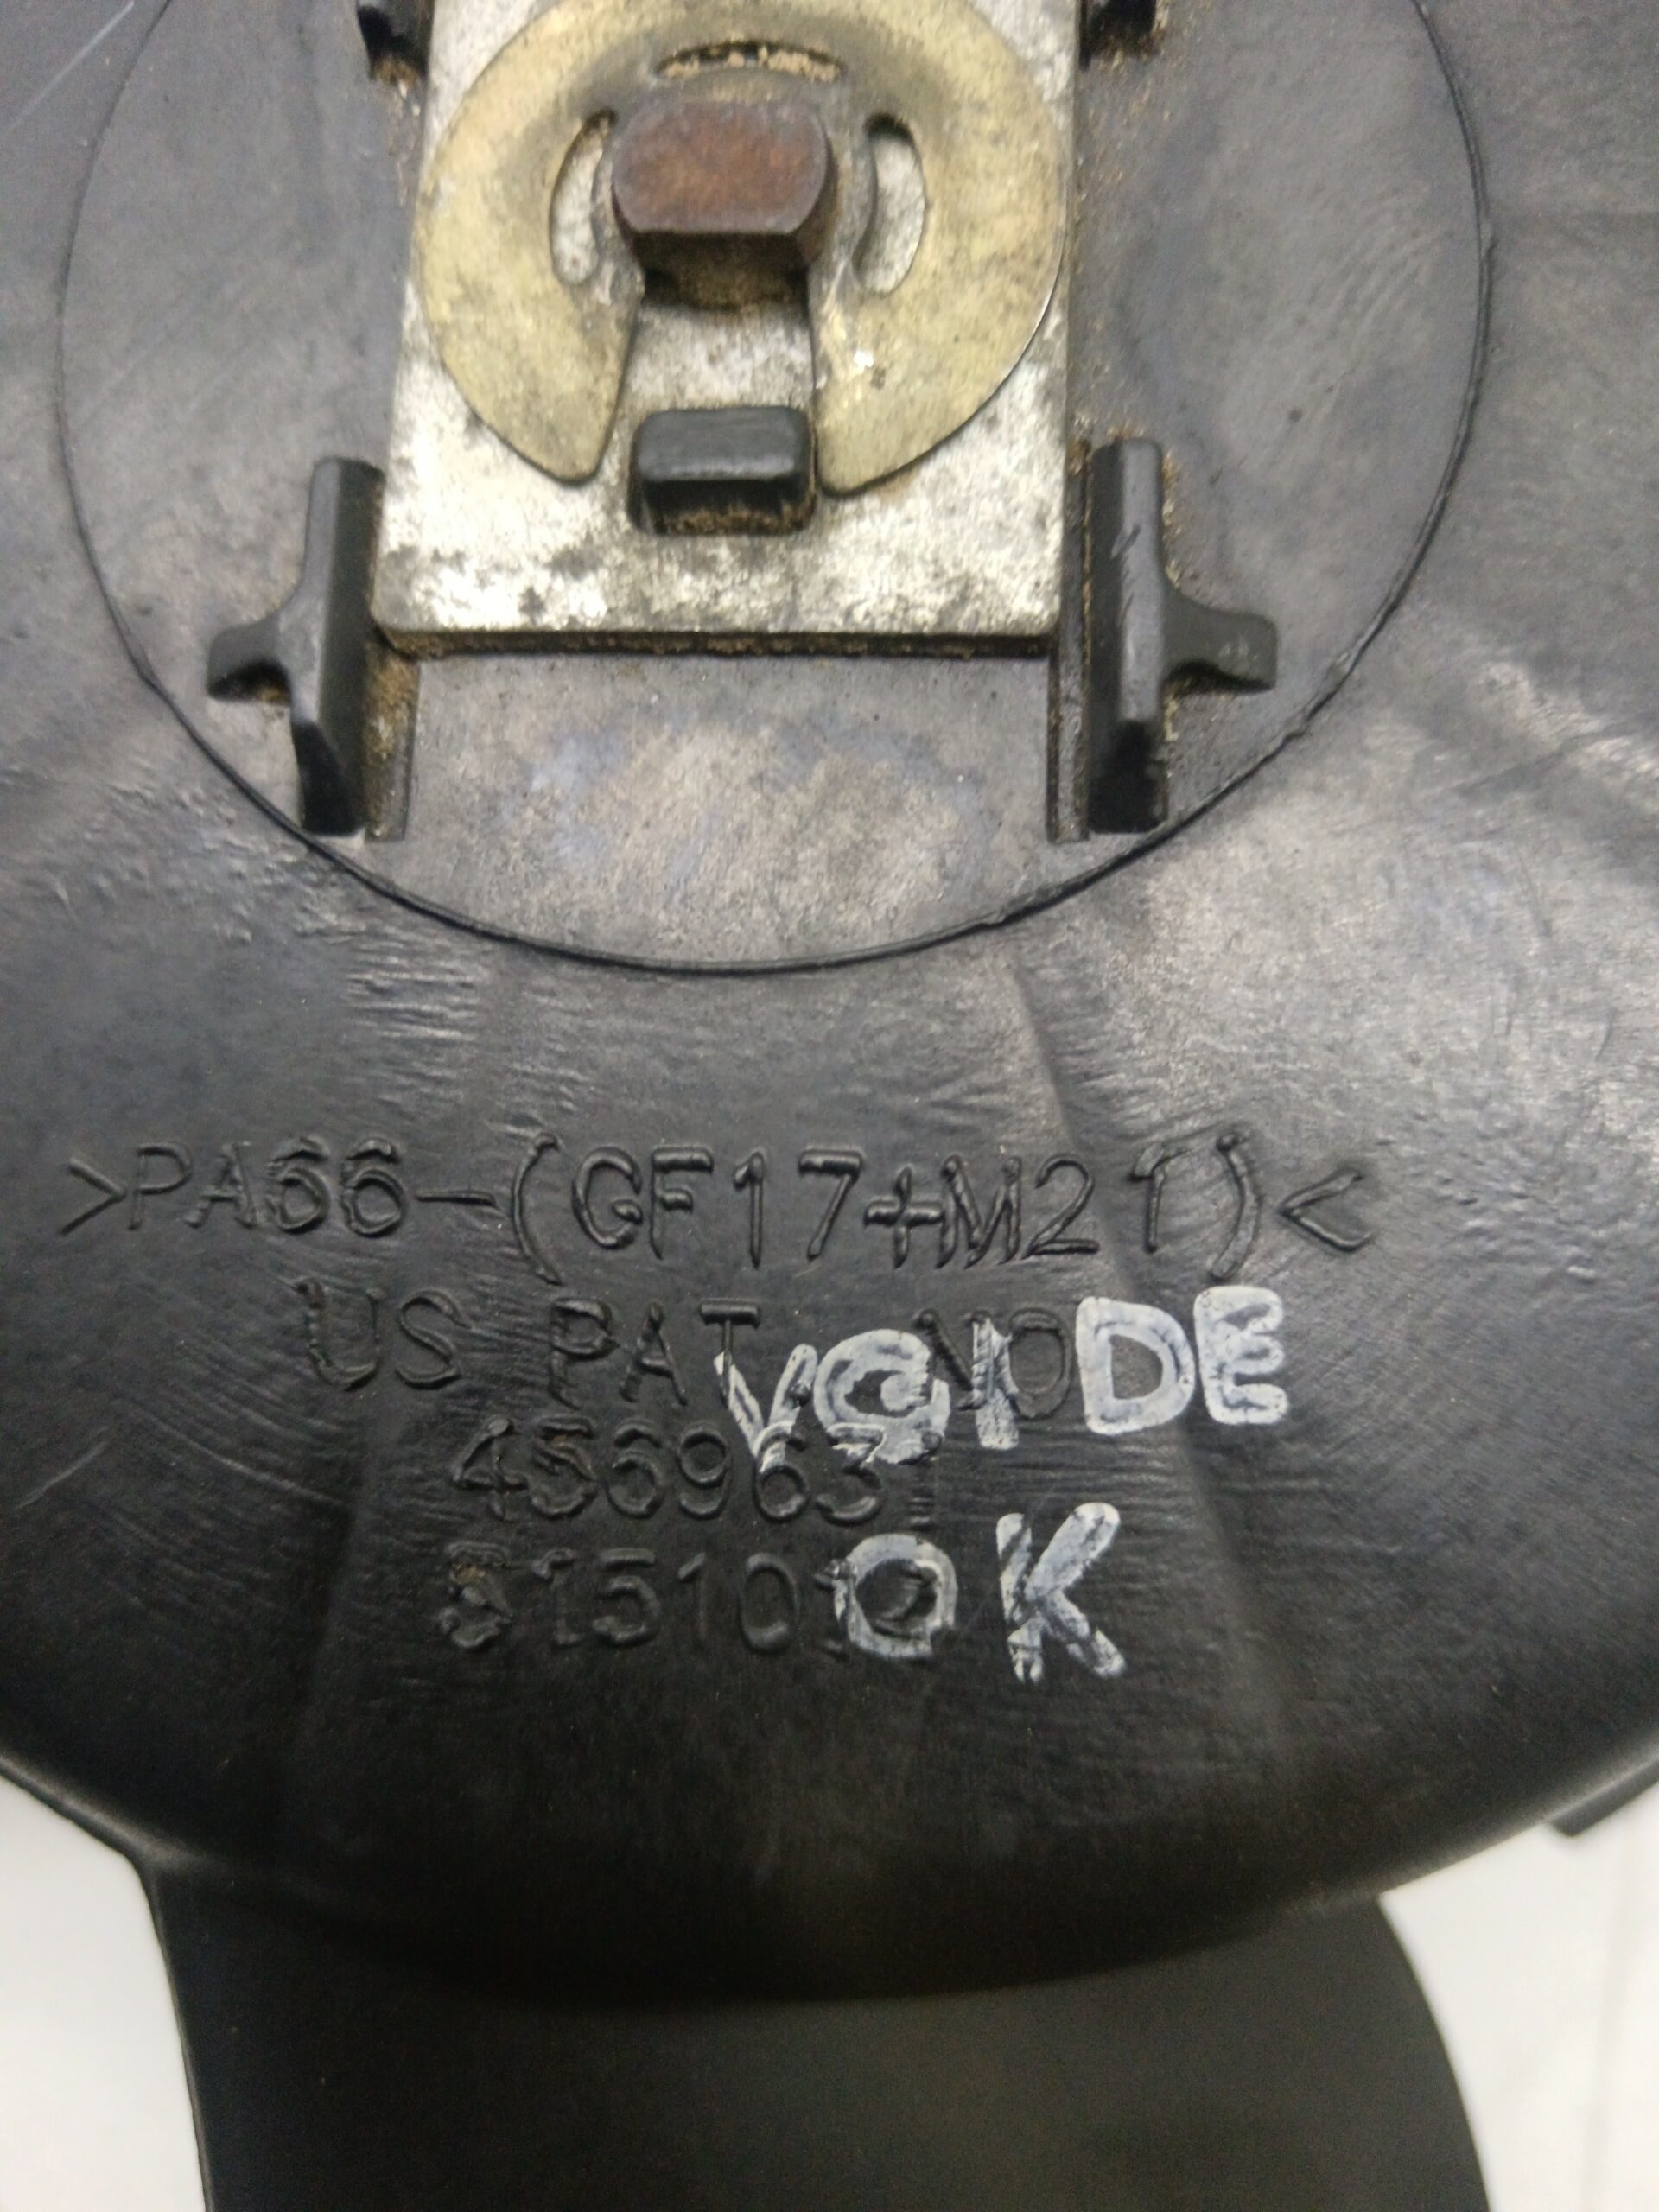 >PA66-(GF17+M21)<
US PAT. NO
VOIDE
4569631
OK